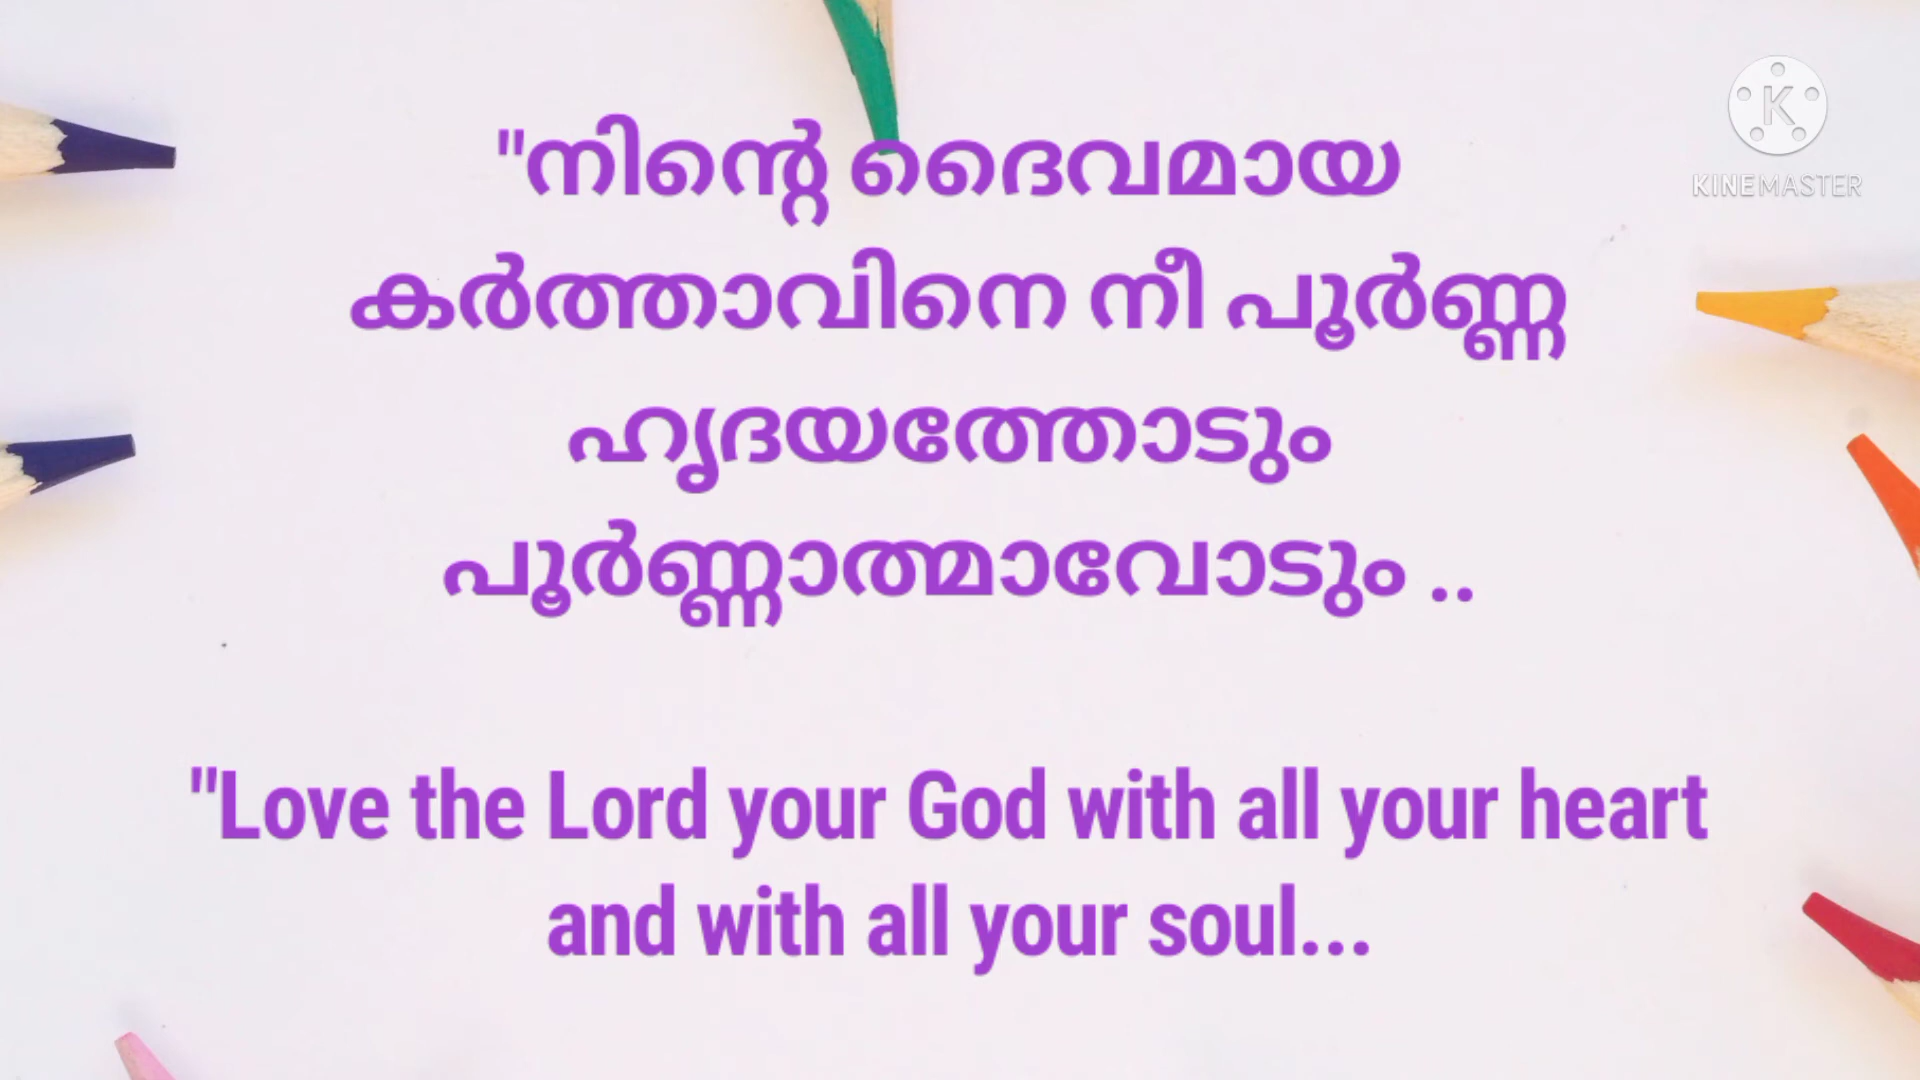 "നിന്റെ ദൈവമായ
കർത്താവിനെ നീ പൂർണ്ണ
ഹൃദയത്തോടും
പൂർണ്ണാത്മാവോടും ..
"Love the Lord your God with all your heart
and with all your soul...
K
KINEMASTER